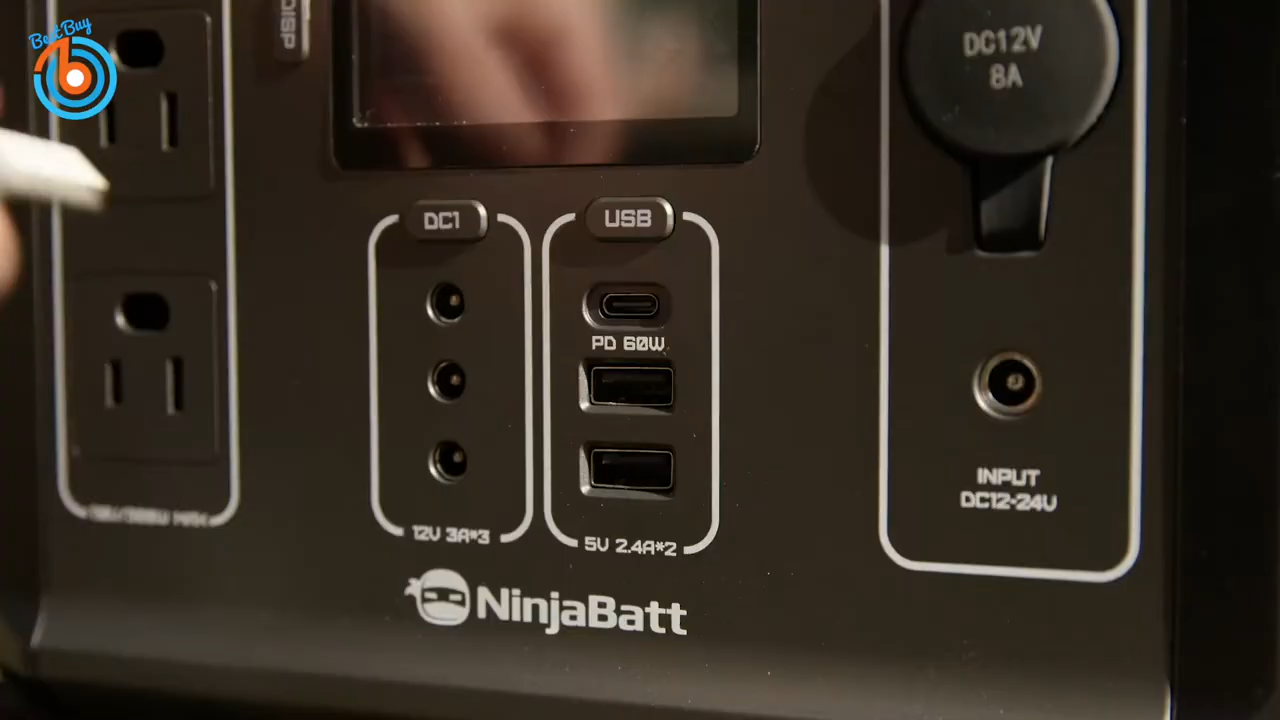 BestBuy
DISP
DC12V
8A
DC1
USB
PD 60W
INPUT
DC12-24V
12V 3A*3
5V 2.4A*2
NinjaBatt